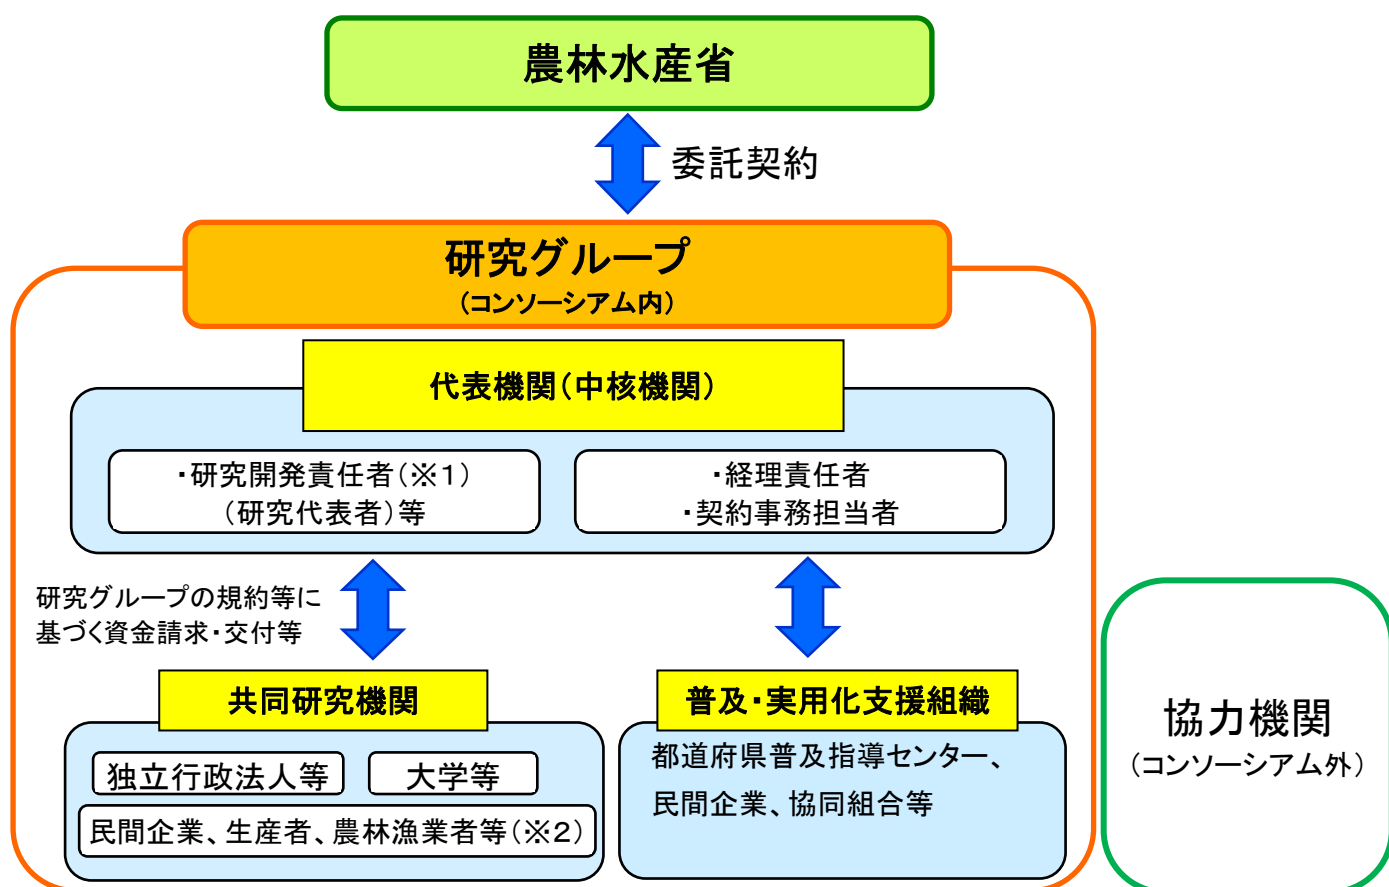 農林水産省
委託契約
研究グループ
(コンソーシアム内)
代表機関(中核機関)
・研究開発責任者(※1)
(研究代表者)等
・経理責任者
・契約事務担当者
研究グループの規約等に
基づく資金請求・交付等
共同研究機関
独立行政法人等
大学等
民間企業、生産者、農林漁業者等(※2)
普及・実用化支援組織
都道府県普及指導センター、
民間企業、協同組合等
協力機関
(コンソーシアム外)